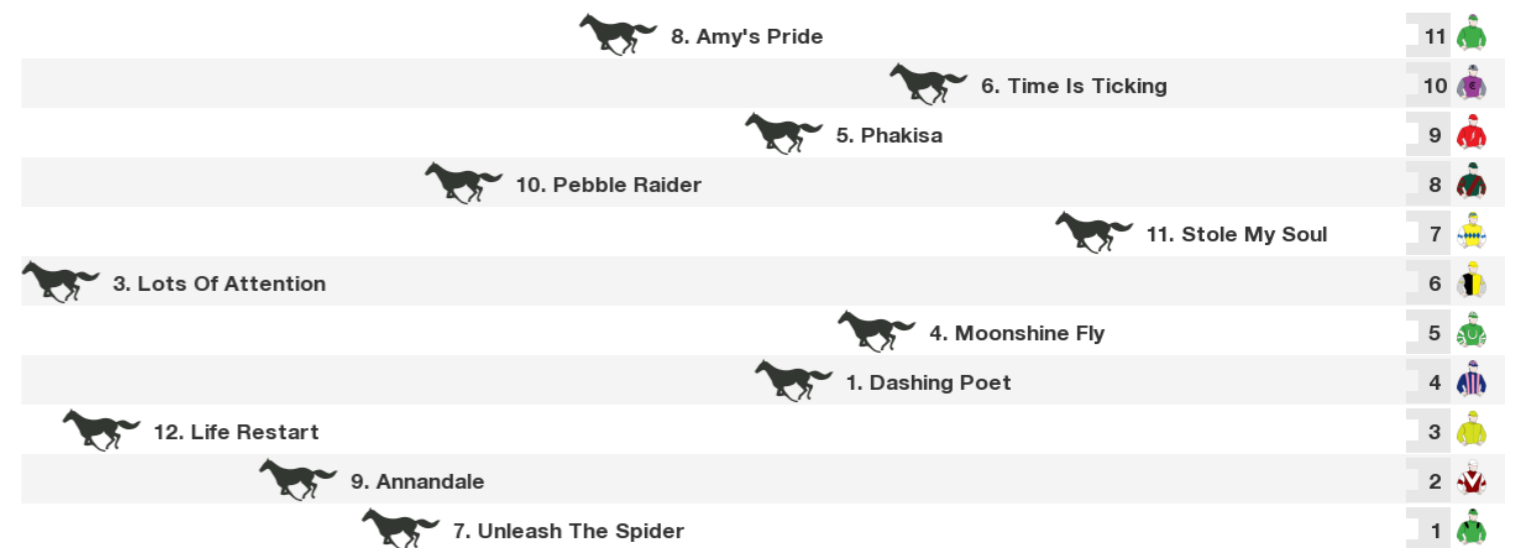 8. Amy's Pride 11
6. Time Is Ticking 10
5. Phakisa 9
10. Pebble Raider 8
11. Stole My Soul 7
3. Lots Of Attention 6
4. Moonshine Fly 5
1. Dashing Poet 4
12. Life Restart 3
9. Annandale 2
7. Unleash The Spider 1